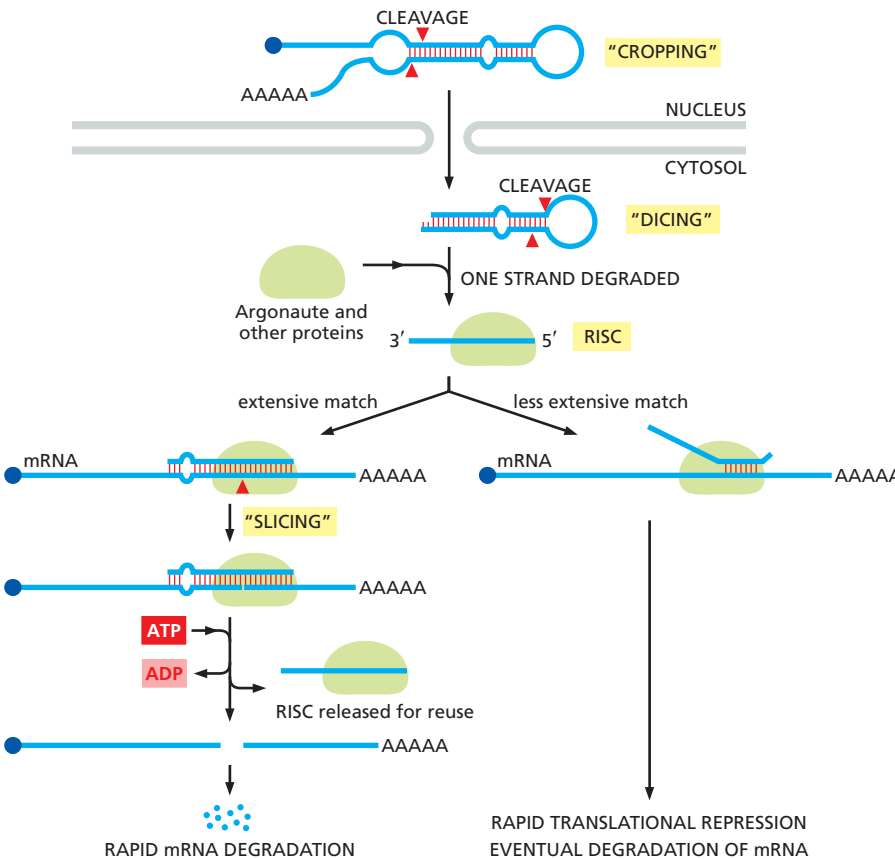 CLEAVAGE
"CROPPING"
AAAAA
NUCLEUS
CYTOSOL
CLEAVAGE
"DICING"
ONE STRAND DEGRADED
Argonaute and
other proteins
3′
5′
RISC
extensive match
less extensive match
mRNA
AAAAA
mRNA
AAAAA
"SLICING"
AAAAA
ATP
ADP
RISC released for reuse
AAAAA
RAPID mRNA DEGRADATION
RAPID TRANSLATIONAL REPRESSION
EVENTUAL DEGRADATION OF mRNA